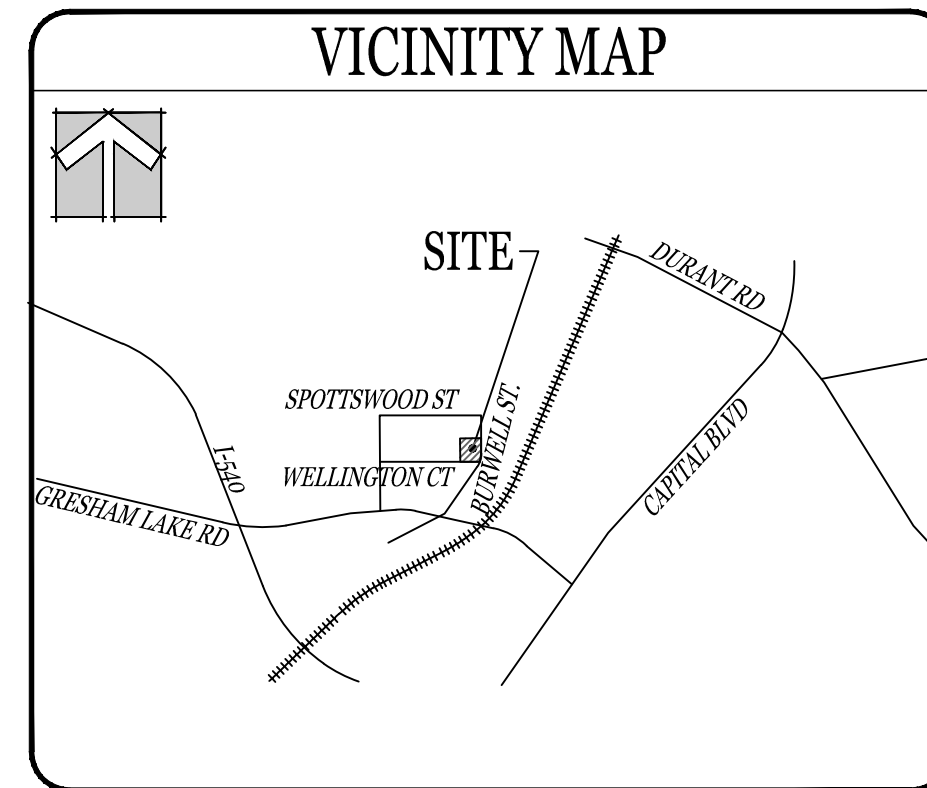 VICINITY MAP
SITE
DURANT RD
SPOTTSWOOD ST
BURWELL ST.
CAPITAL BLVD
I-540
WELLINGTON CT
GRESHAM LAKE RD